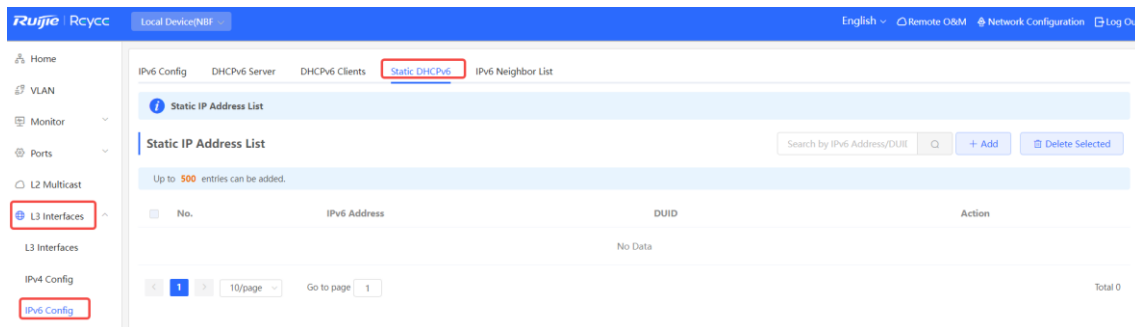 Ruijie | Rcycc Local Device(NBF English Remote O&M Network Configuration Log Ou
Home
VLAN
Monitor
Ports
L2 Multicast
L3 Interfaces
L3 Interfaces
IPv4 Config
IPv6 Config
IPv6 Config DHCPv6 Server DHCPv6 Clients Static DHCPv6 IPv6 Neighbor List
i Static IP Address List
Static IP Address List Search by IPv6 Address/DUII + Add Delete Selected
Up to 500 entries can be added.
No. IPv6 Address DUID Action
No Data
< 1 > 10/page Go to page 1 Total 0